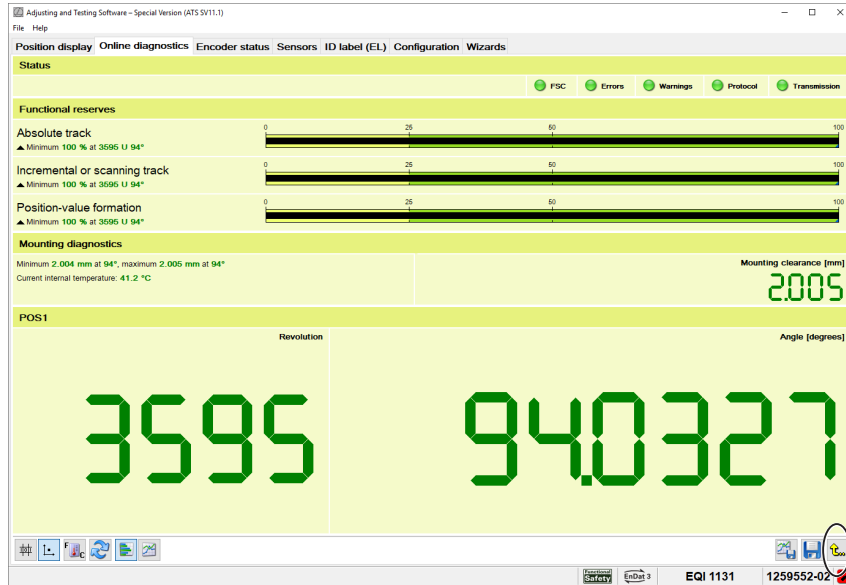 Adjusting and Testing Software – Special Version (ATS SV11.1)
File Help
Position display Online diagnostics Encoder status Sensors ID label (EL) Configuration Wizards
Status
FSC Errors Warnings Protocol Transmission
Functional reserves
Absolute track
Minimum 100 % at 3595 U 94°
0 25 50 100
Incremental or scanning track
Minimum 100 % at 3595 U 94°
0 25 50 100
Position-value formation
Minimum 100 % at 3595 U 94°
0 25 50 100
Mounting diagnostics
Minimum 2.004 mm at 94°, maximum 2.005 mm at 94°
Current internal temperature: 41.2 °C
Mounting clearance [mm]
2.005
POS1
Revolution
3595
Angle [degrees]
94.0327
F C
Functional Safety EnDat 3 EQI 1131 1259552-02